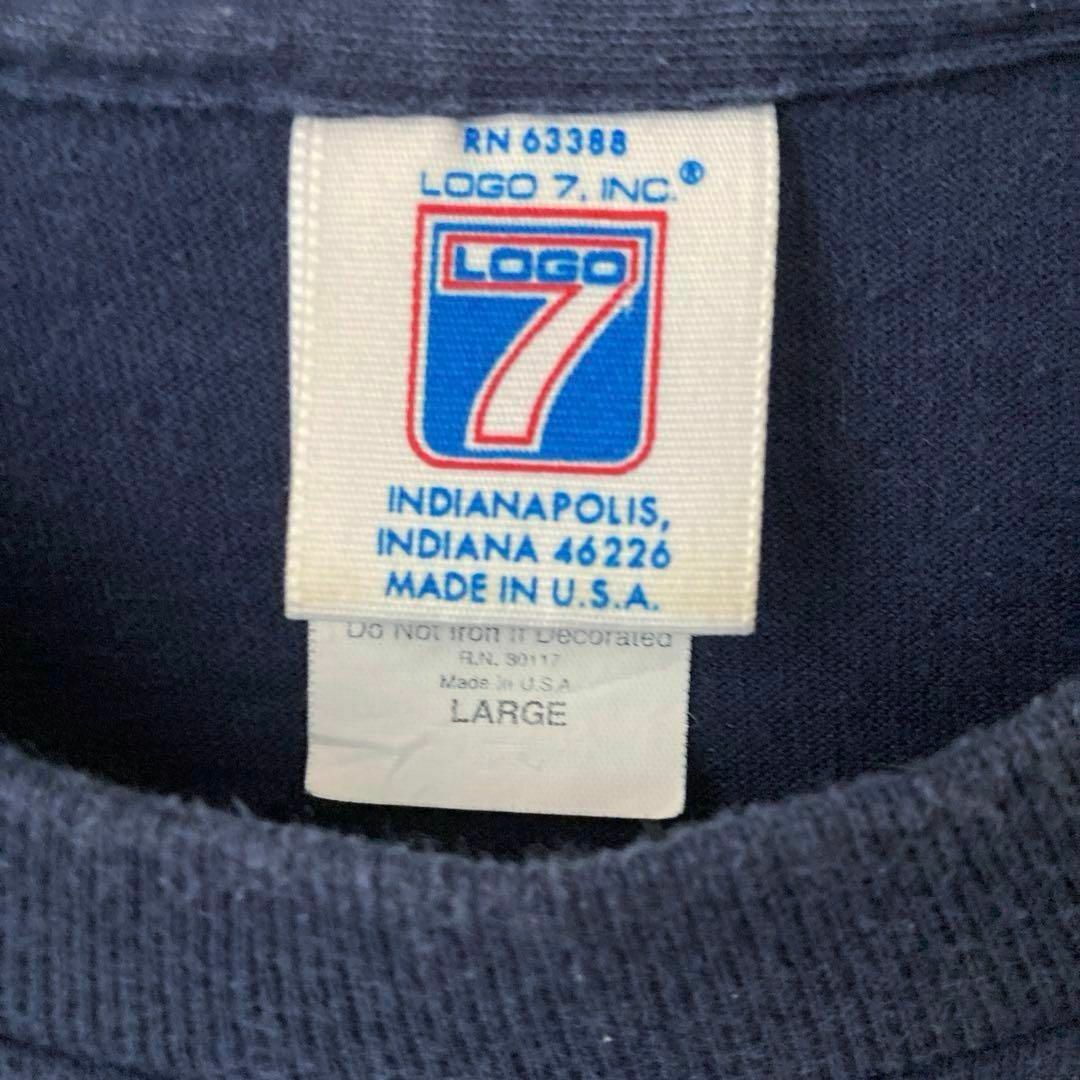 RN 63388
LOGO 7, INC.®
LOGO
7
INDIANAPOLIS,
INDIANA 46226
MADE IN U.S.A.
Do Not Iron If Decorated
R.N. 30117
Made in U.S.A.
LARGE